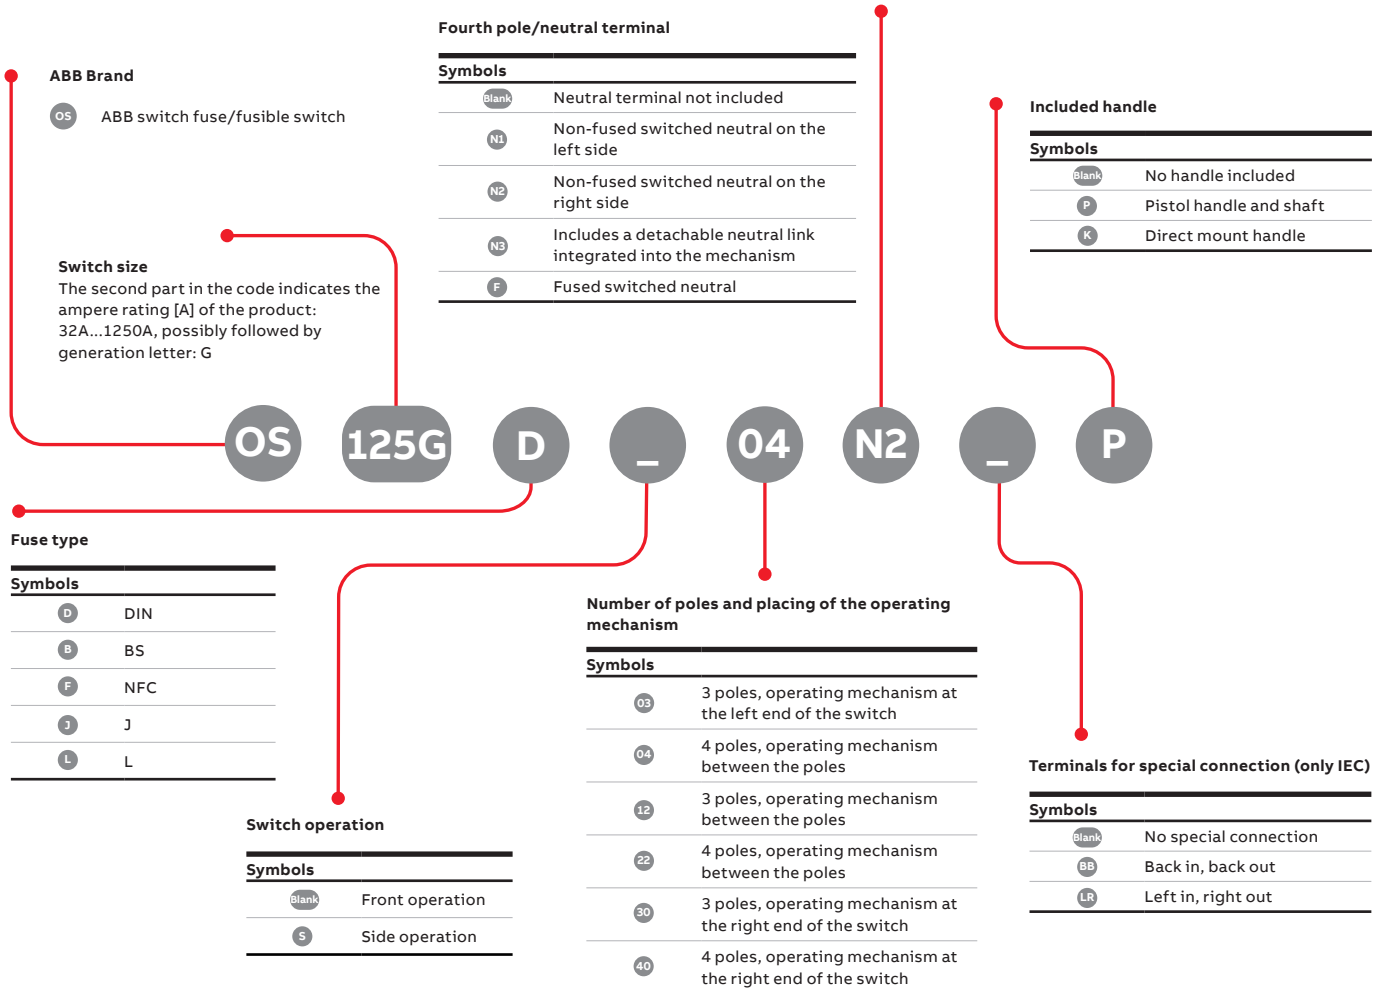 Fourth pole/neutral terminal
Symbols
Blank Neutral terminal not included
N1 Non-fused switched neutral on the
left side
N2 Non-fused switched neutral on the
right side
N3 Includes a detachable neutral link
integrated into the mechanism
F Fused switched neutral
ABB Brand
OS ABB switch fuse/fusible switch
Included handle
Symbols
Blank No handle included
P Pistol handle and shaft
K Direct mount handle
Switch size
The second part in the code indicates the
ampere rating [A] of the product:
32A...1250A, possibly followed by
generation letter: G
OS 125G D _ 04 N2 _ P
Fuse type
Symbols
D DIN
B BS
F NFC
J J
L L
Switch operation
Symbols
Blank Front operation
S Side operation
Number of poles and placing of the operating
mechanism
Symbols
03 3 poles, operating mechanism at
the left end of the switch
04 4 poles, operating mechanism
between the poles
12 3 poles, operating mechanism
between the poles
22 4 poles, operating mechanism
between the poles
30 3 poles, operating mechanism at
the right end of the switch
40 4 poles, operating mechanism at
the right end of the switch
Terminals for special connection (only IEC)
Symbols
Blank No special connection
BB Back in, back out
LR Left in, right out